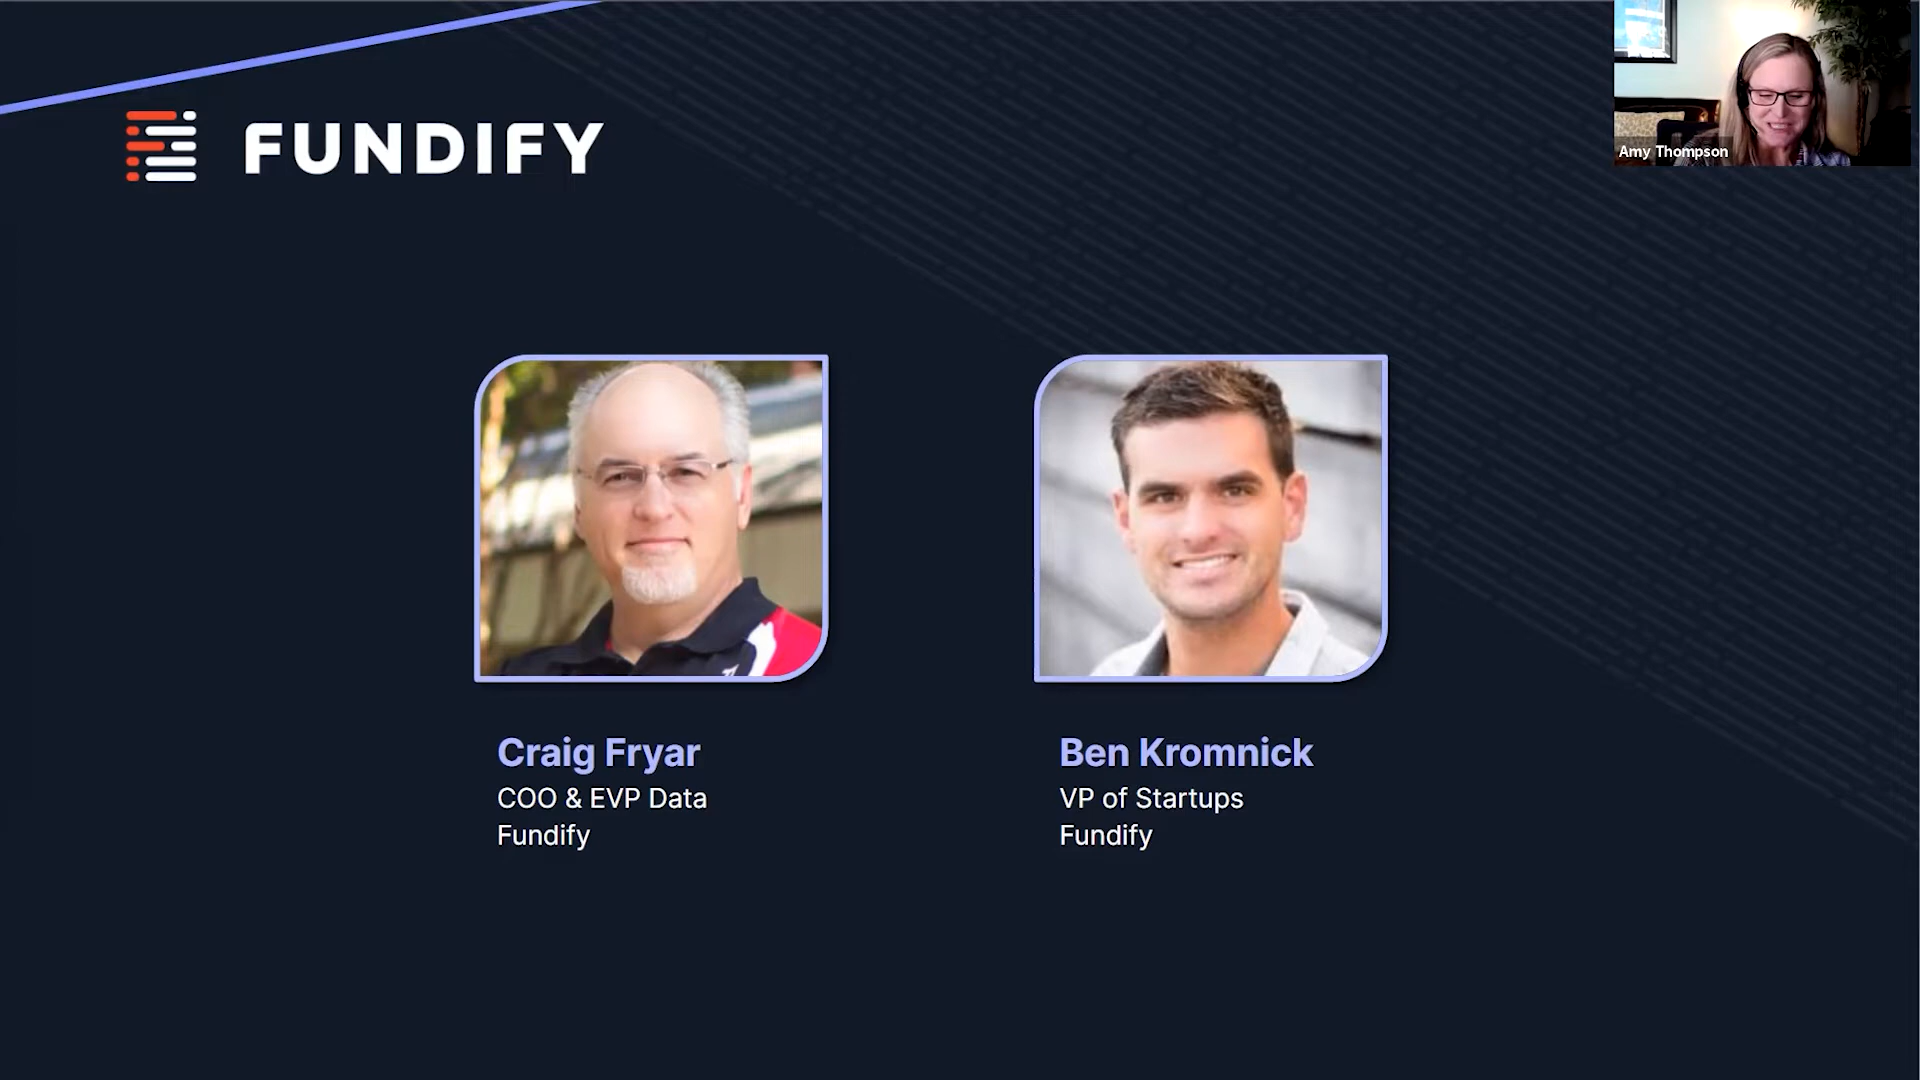 FUNDIFY
Amy Thompson
Craig Fryar
COO & EVP Data
Fundify
Ben Kromnick
VP of Startups
Fundify